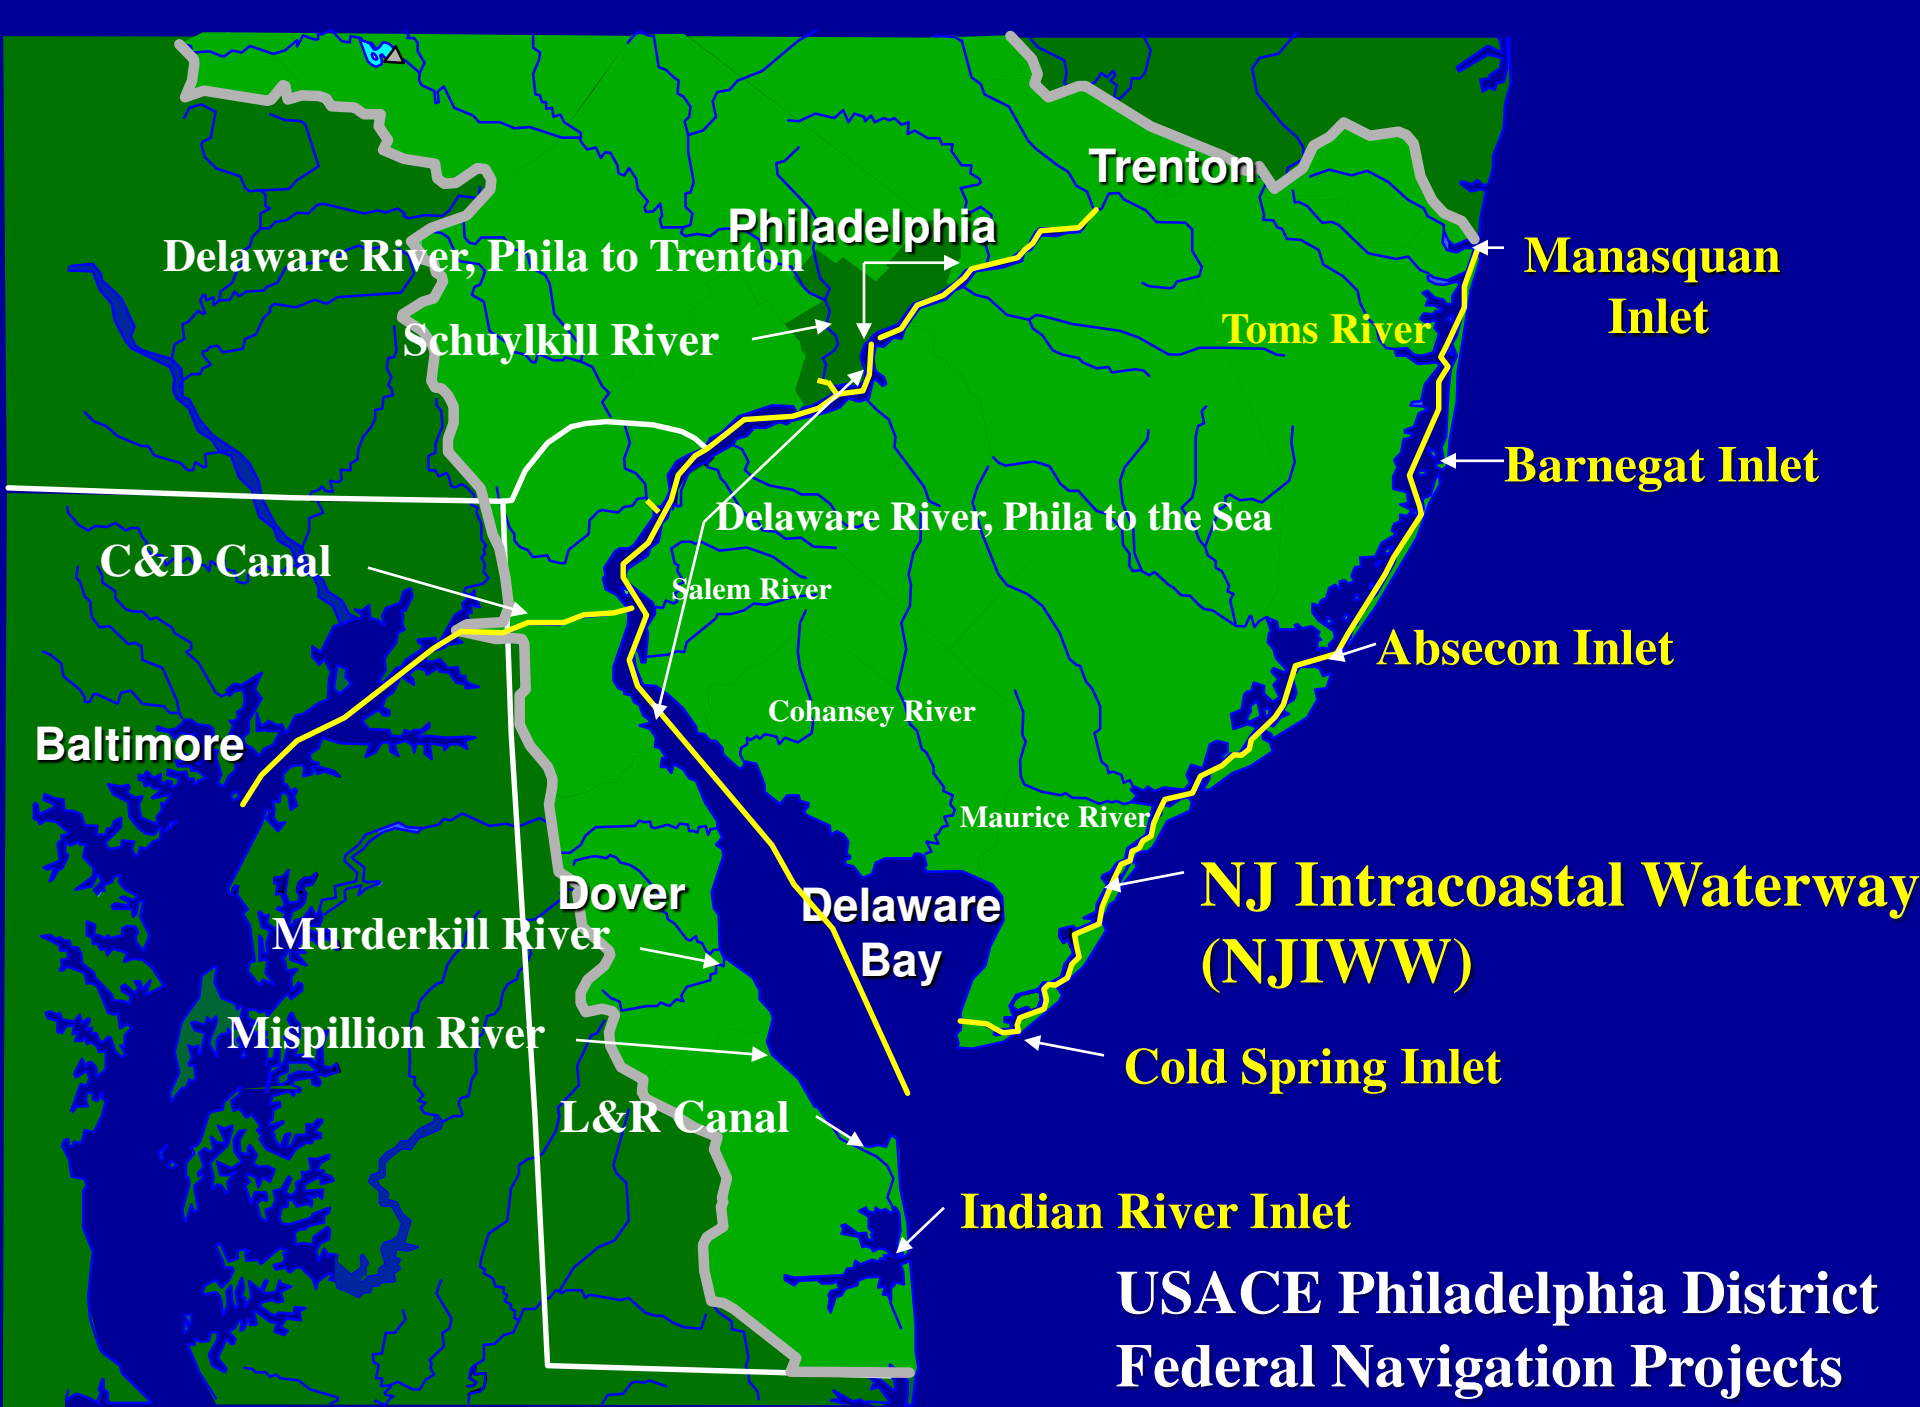 Trenton
Philadelphia
Delaware River, Phila to Trenton
Manasquan
Inlet
Schuylkill River
Toms River
Barnegat Inlet
Delaware River, Phila to the Sea
C&D Canal
Salem River
Absecon Inlet
Cohansey River
Baltimore
Maurice River
NJ Intracoastal Waterway
(NJIWW)
Dover
Delaware
Bay
Murderkill River
Mispillion River
Cold Spring Inlet
L&R Canal
Indian River Inlet
USACE Philadelphia District
Federal Navigation Projects